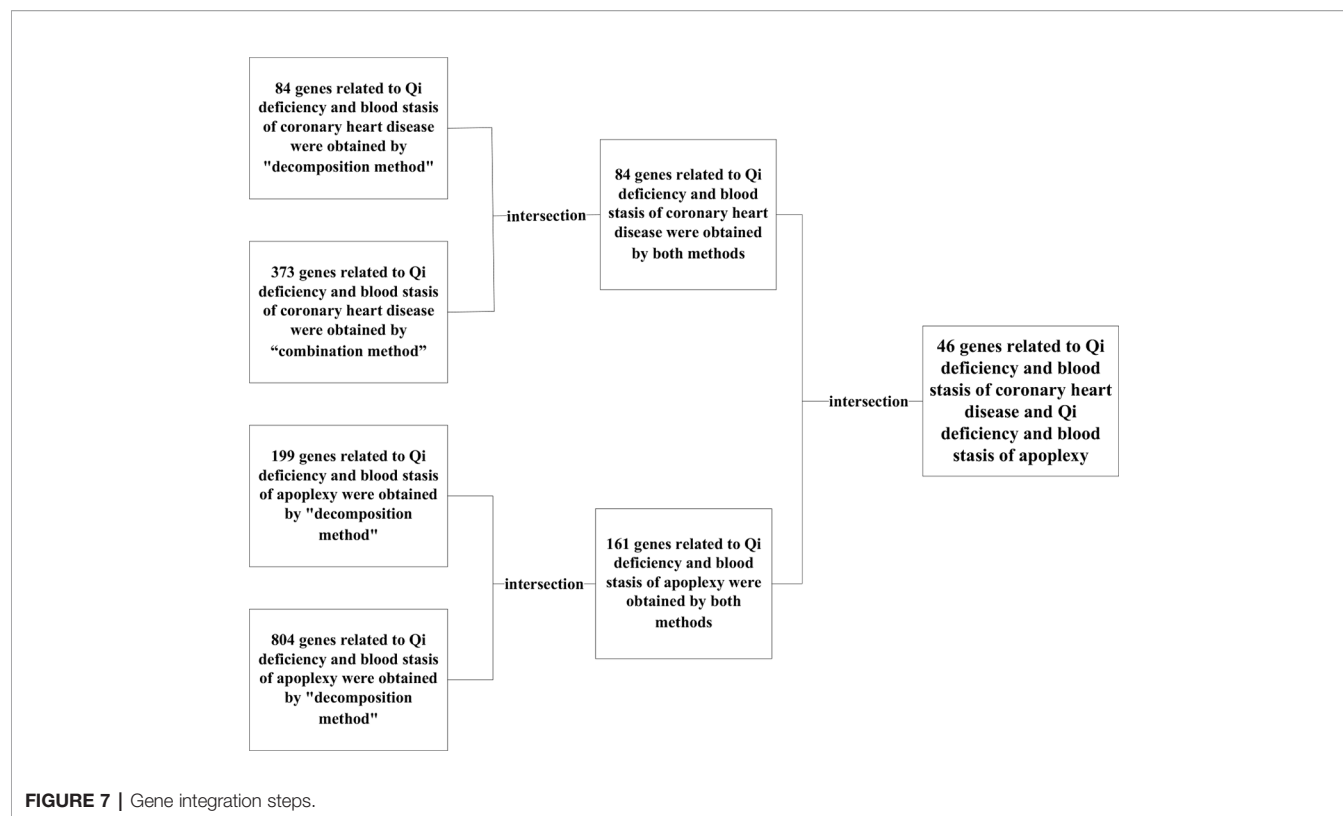 84 genes related to Qi
deficiency and blood stasis
of coronary heart disease
were obtained by
"decomposition method"
373 genes related to Qi
deficiency and blood stasis
of coronary heart disease
were obtained by
“combination method”
intersection
84 genes related to Qi
deficiency and blood
stasis of coronary heart
disease were obtained
by both methods
199 genes related to Qi
deficiency and blood stasis
of apoplexy were obtained
by "decomposition
method"
804 genes related to Qi
deficiency and blood stasis
of apoplexy were obtained
by "decomposition
method"
intersection
161 genes related to Qi
deficiency and blood
stasis of apoplexy were
obtained by both
methods
intersection
46 genes related to Qi
deficiency and blood
stasis of coronary heart
disease and Qi
deficiency and blood
stasis of apoplexy
FIGURE 7 | Gene integration steps.